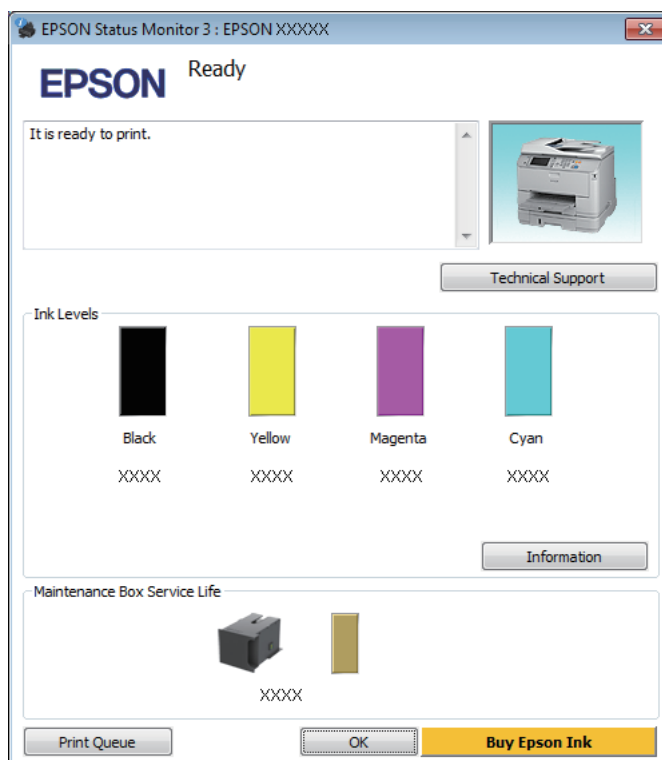 EPSON Status Monitor 3 : EPSON XXXXX
EPSON
Ready
It is ready to print.
Technical Support
Ink Levels
Black Yellow Magenta Cyan
XXXX XXXX XXXX XXXX
Information
Maintenance Box Service Life
XXXX
Print Queue OK Buy Epson Ink